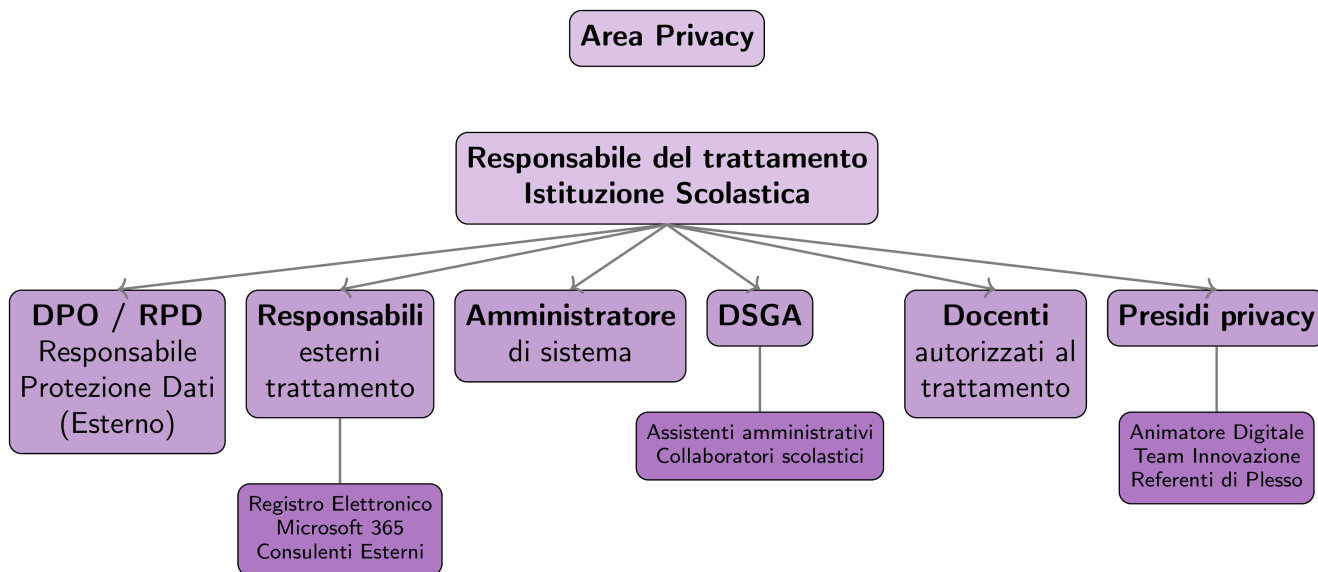 Area Privacy
Responsabile del trattamento
Istituzione Scolastica
DPO / RPD
Responsabile
Protezione Dati
(Esterno)
Responsabili
esterni
trattamento
Amministratore
di sistema
DSGA
Docenti
autorizzati al
trattamento
Presidi privacy
Assistenti amministrativi
Collaboratori scolastici
Animatore Digitale
Team Innovazione
Referenti di Plesso
Registro Elettronico
Microsoft 365
Consulenti Esterni